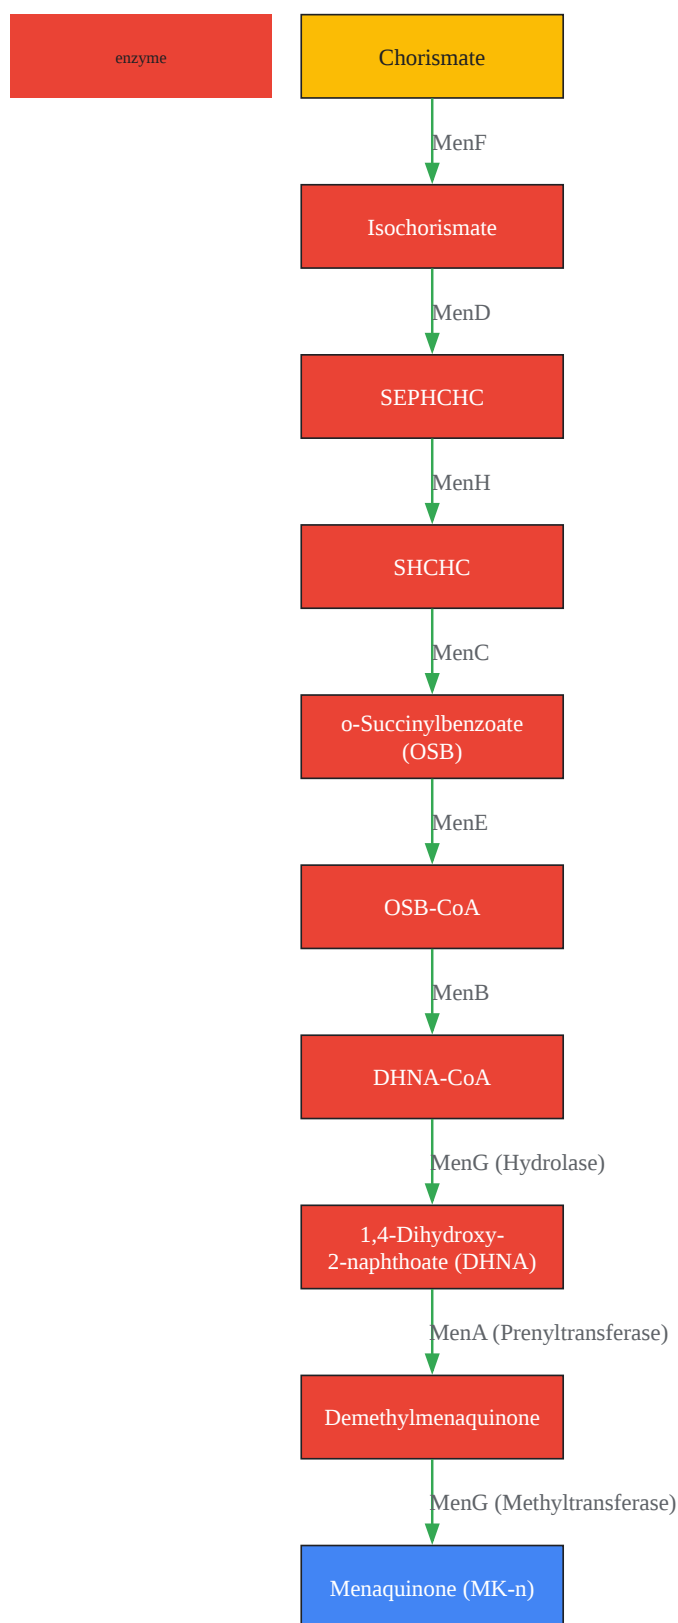 enzyme
Chorismate
MenF
Isochorismate
MenD
SEPHCHC
MenH
SHCHC
MenC
o-Succinylbenzoate
(OSB)
MenE
OSB-CoA
MenB
DHNA-CoA
MenG (Hydrolase)
1,4-Dihydroxy-
2-naphthoate (DHNA)
MenA (Prenyltransferase)
Demethylmenaquinone
MenG (Methyltransferase)
Menaquinone (MK-n)